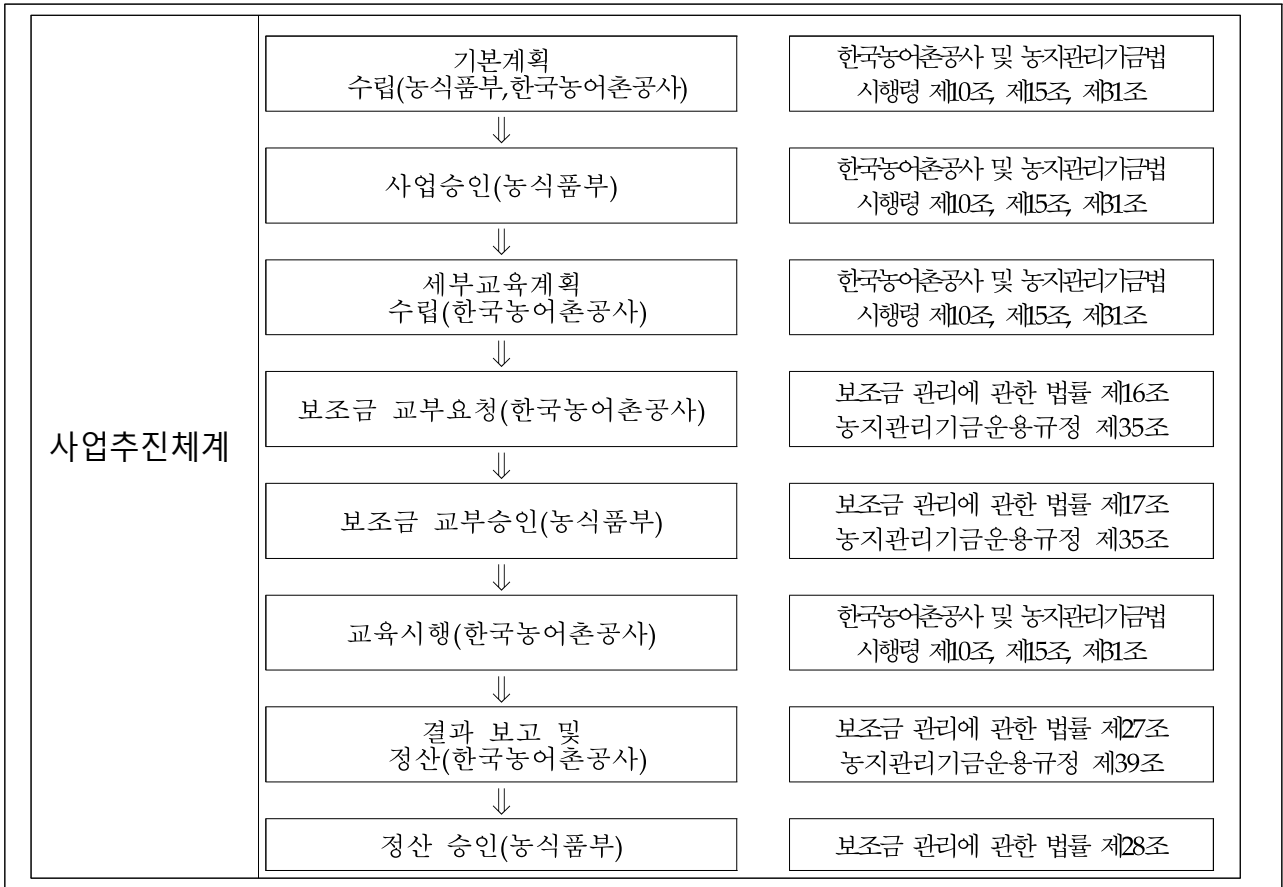 사업추진체계
기본계획
수립(농식품부,한국농어촌공사)
한국농어촌공사 및 농지관리기금법
시행령 제10조, 제15조, 제31조
⇓
사업승인(농식품부)
한국농어촌공사 및 농지관리기금법
시행령 제10조, 제15조, 제31조
⇓
세부교육계획
수립(한국농어촌공사)
한국농어촌공사 및 농지관리기금법
시행령 제10조, 제15조, 제31조
⇓
보조금 교부요청(한국농어촌공사)
보조금 관리에 관한 법률 제16조
농지관리기금운용규정 제35조
⇓
보조금 교부승인(농식품부)
보조금 관리에 관한 법률 제17조
농지관리기금운용규정 제35조
⇓
교육시행(한국농어촌공사)
한국농어촌공사 및 농지관리기금법
시행령 제10조, 제15조, 제31조
⇓
결과 보고 및
정산(한국농어촌공사)
보조금 관리에 관한 법률 제27조
농지관리기금운용규정 제39조
⇓
정산 승인(농식품부)
보조금 관리에 관한 법률 제28조